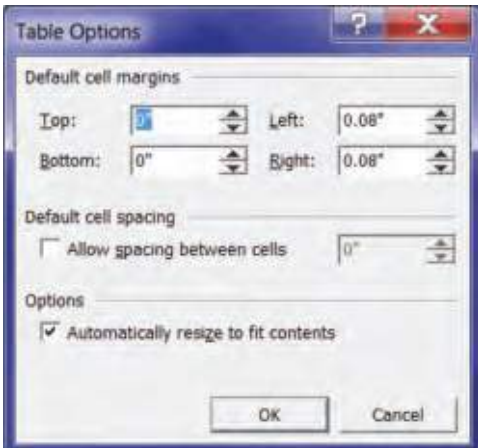 Table Options
Default cell margins
Top: 0" Left: 0.08"
Bottom: 0" Right: 0.08"
Default cell spacing
Allow spacing between cells 0"
Options
Automatically resize to fit contents
OK Cancel